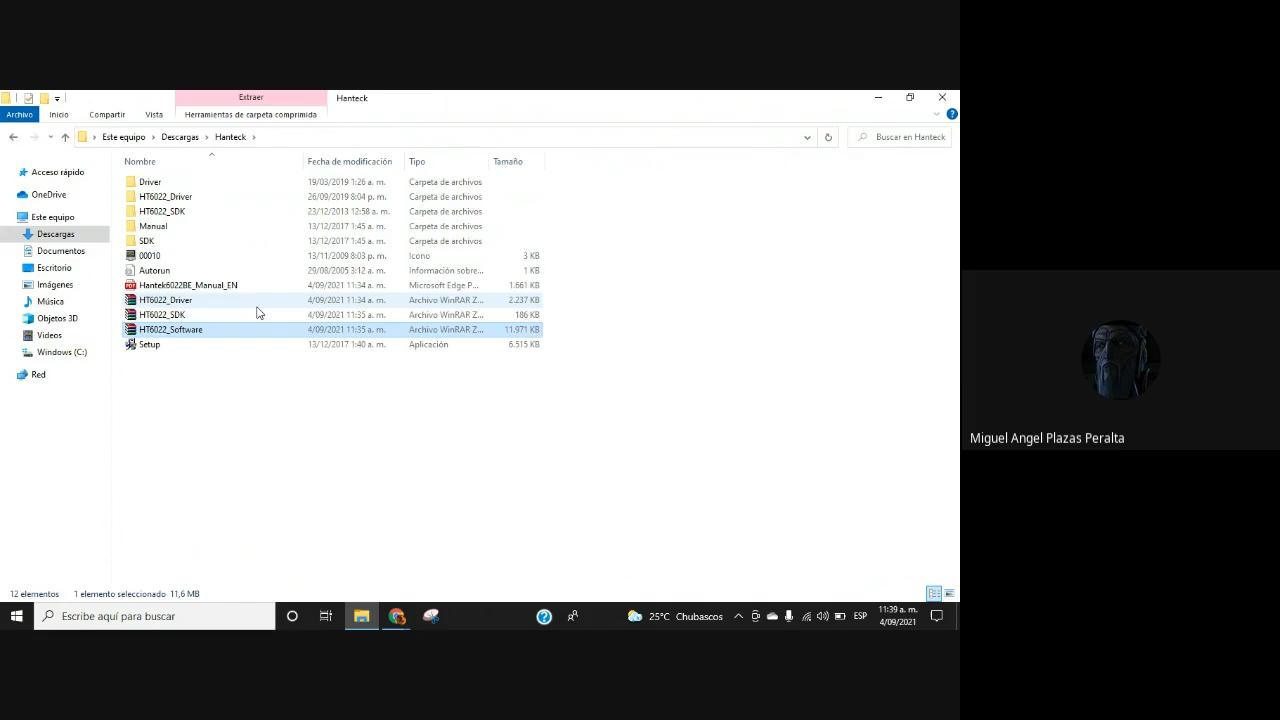 Extraer
Hanteck
Archivo
Inicio
Compartir
Vista
Herramientas de carpeta comprimida
Este equipo
Descargas
Hanteck
Buscar en Hanteck
Nombre
Fecha de modificación
Tipo
Tamaño
Acceso rápido
OneDrive
Este equipo
Descargas
Documentos
Escritorio
Imágenes
Música
Objetos 3D
Videos
Windows (C:)
Red
Driver 19/03/2019 1:26 a. m. Carpeta de archivos
HT6022_Driver 26/09/2019 8:04 p. m. Carpeta de archivos
HT6022_SDK 23/12/2013 12:58 a. m. Carpeta de archivos
Manual 13/12/2017 1:45 a. m. Carpeta de archivos
SDK 13/12/2017 1:45 a. m. Carpeta de archivos
00010 13/11/2009 8:03 p. m. Icono 3 KB
Autorun 29/08/2005 3:12 a. m. Información sobre... 1 KB
Hantek6022BE_Manual_EN 4/09/2021 11:34 a. m. Microsoft Edge P... 1.661 KB
HT6022_Driver 4/09/2021 11:34 a. m. Archivo WinRAR Z... 2.237 KB
HT6022_SDK 4/09/2021 11:35 a. m. Archivo WinRAR Z... 186 KB
HT6022_Software 4/09/2021 11:35 a. m. Archivo WinRAR Z... 11.971 KB
Setup 13/12/2017 1:40 a. m. Aplicación 6.515 KB
12 elementos
1 elemento seleccionado 11,6 MB
Escribe aquí para buscar
25°C Chubascos
ESP
11:39 a. m.
4/09/2021
Miguel Angel Plazas Peralta